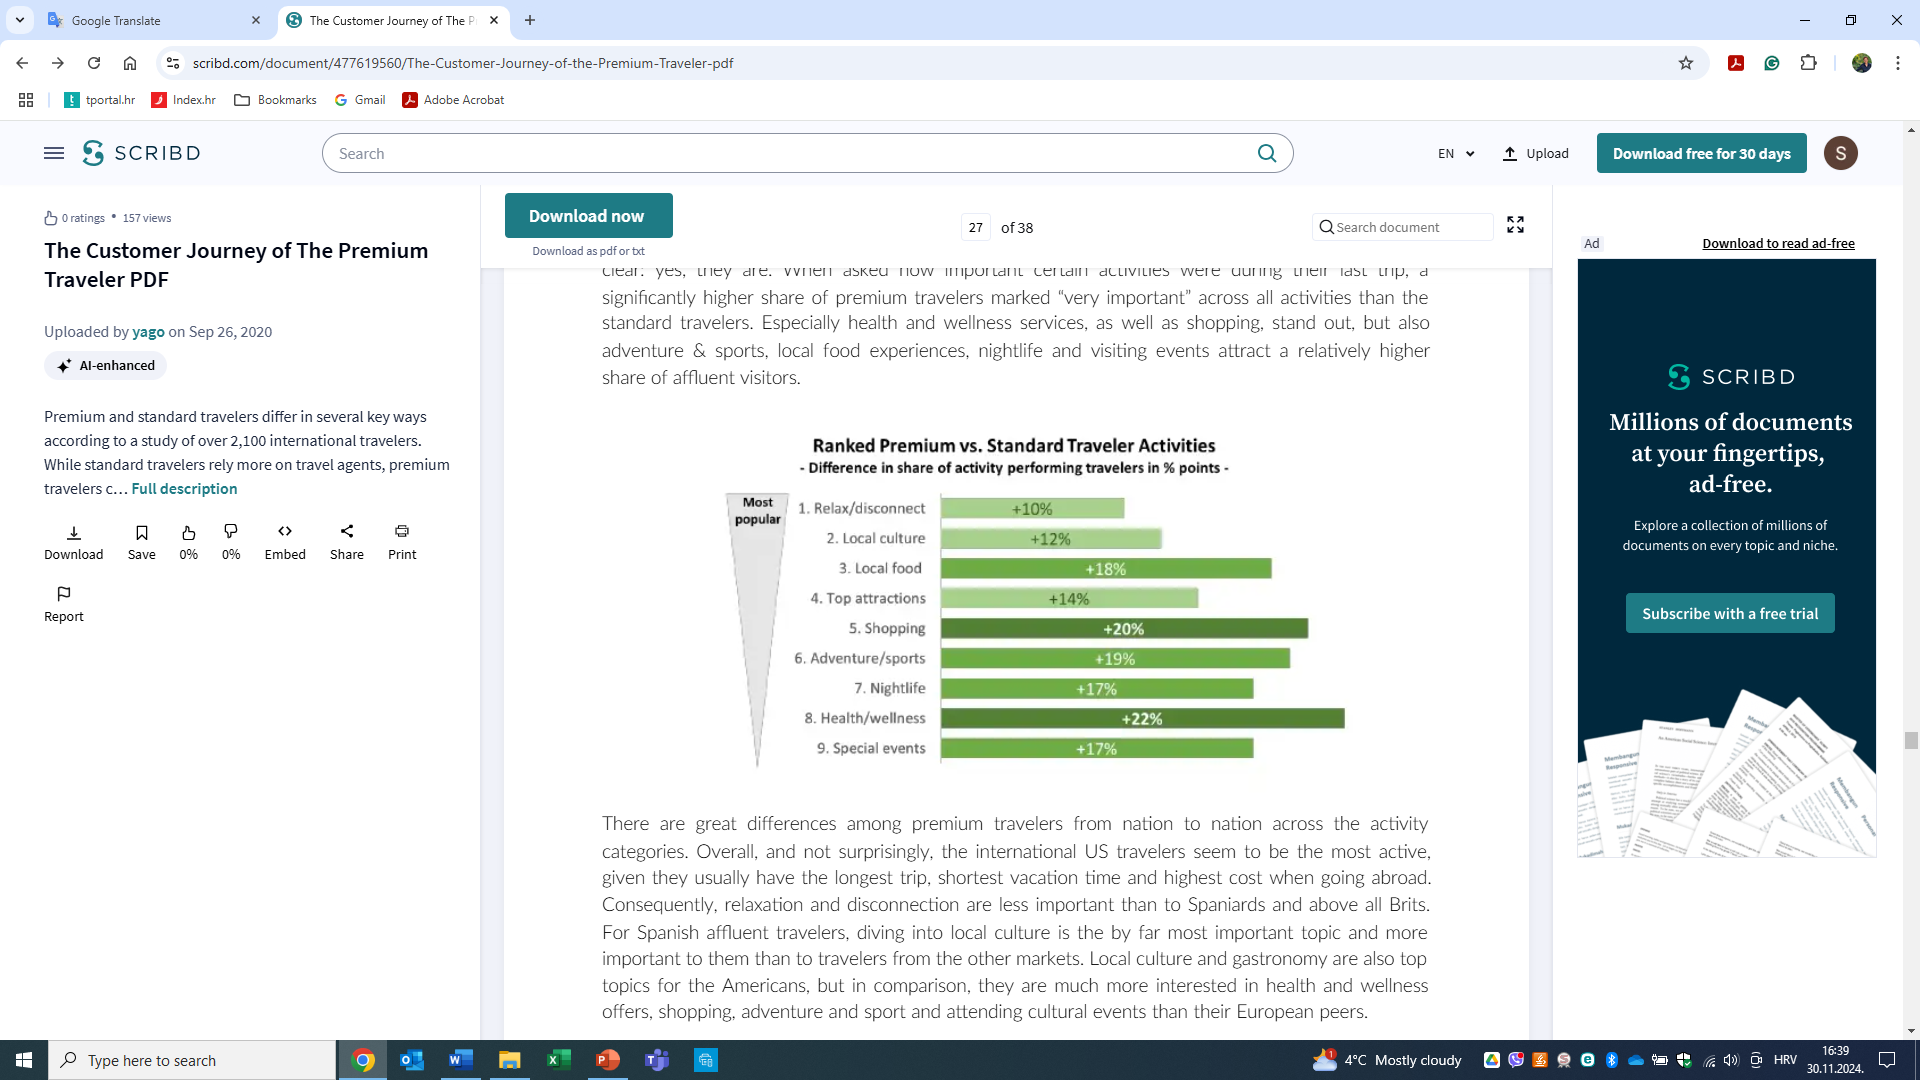 Google Translate
The Customer Journey of The P
scribd.com/document/477619560/The-Customer-Journey-of-the-Premium-Traveler-pdf
tportal.hr
Index.hr
Bookmarks
Gmail
Adobe Acrobat
SCRIBD
Search
EN
Upload
Download free for 30 days
S
0 ratings • 157 views
The Customer Journey of The Premium
Traveler PDF
Uploaded by yago on Sep 26, 2020
AI-enhanced
Premium and standard travelers differ in several key ways
according to a study of over 2,100 international travelers.
While standard travelers rely more on travel agents, premium
travelers c… Full description
Download
Save
0%
0%
Embed
Share
Print
Report
Download now
Download as pdf or txt
27 of 38
Search document
clear: yes, they are. When asked how important certain activities were during their last trip, a
significantly higher share of premium travelers marked “very important” across all activities than the
standard travelers. Especially health and wellness services, as well as shopping, stand out, but also
adventure & sports, local food experiences, nightlife and visiting events attract a relatively higher
share of affluent visitors.
Ranked Premium vs. Standard Traveler Activities
- Difference in share of activity performing travelers in % points -
Most
popular
1. Relax/disconnect +10%
2. Local culture +12%
3. Local food +18%
4. Top attractions +14%
5. Shopping +20%
6. Adventure/sports +19%
7. Nightlife +17%
8. Health/wellness +22%
9. Special events +17%
There are great differences among premium travelers from nation to nation across the activity
categories. Overall, and not surprisingly, the international US travelers seem to be the most active,
given they usually have the longest trip, shortest vacation time and highest cost when going abroad.
Consequently, relaxation and disconnection are less important than to Spaniards and above all Brits.
For Spanish affluent travelers, diving into local culture is the by far most important topic and more
important to them than to travelers from the other markets. Local culture and gastronomy are also top
topics for the Americans, but in comparison, they are much more interested in health and wellness
offers, shopping, adventure and sport and attending cultural events than their European peers.
Ad
Download to read ad-free
SCRIBD
Millions of documents
at your fingertips,
ad-free.
Explore a collection of millions of
documents on every topic and niche.
Subscribe with a free trial
Type here to search
4°C Mostly cloudy
HRV
16:39
30.11.2024.